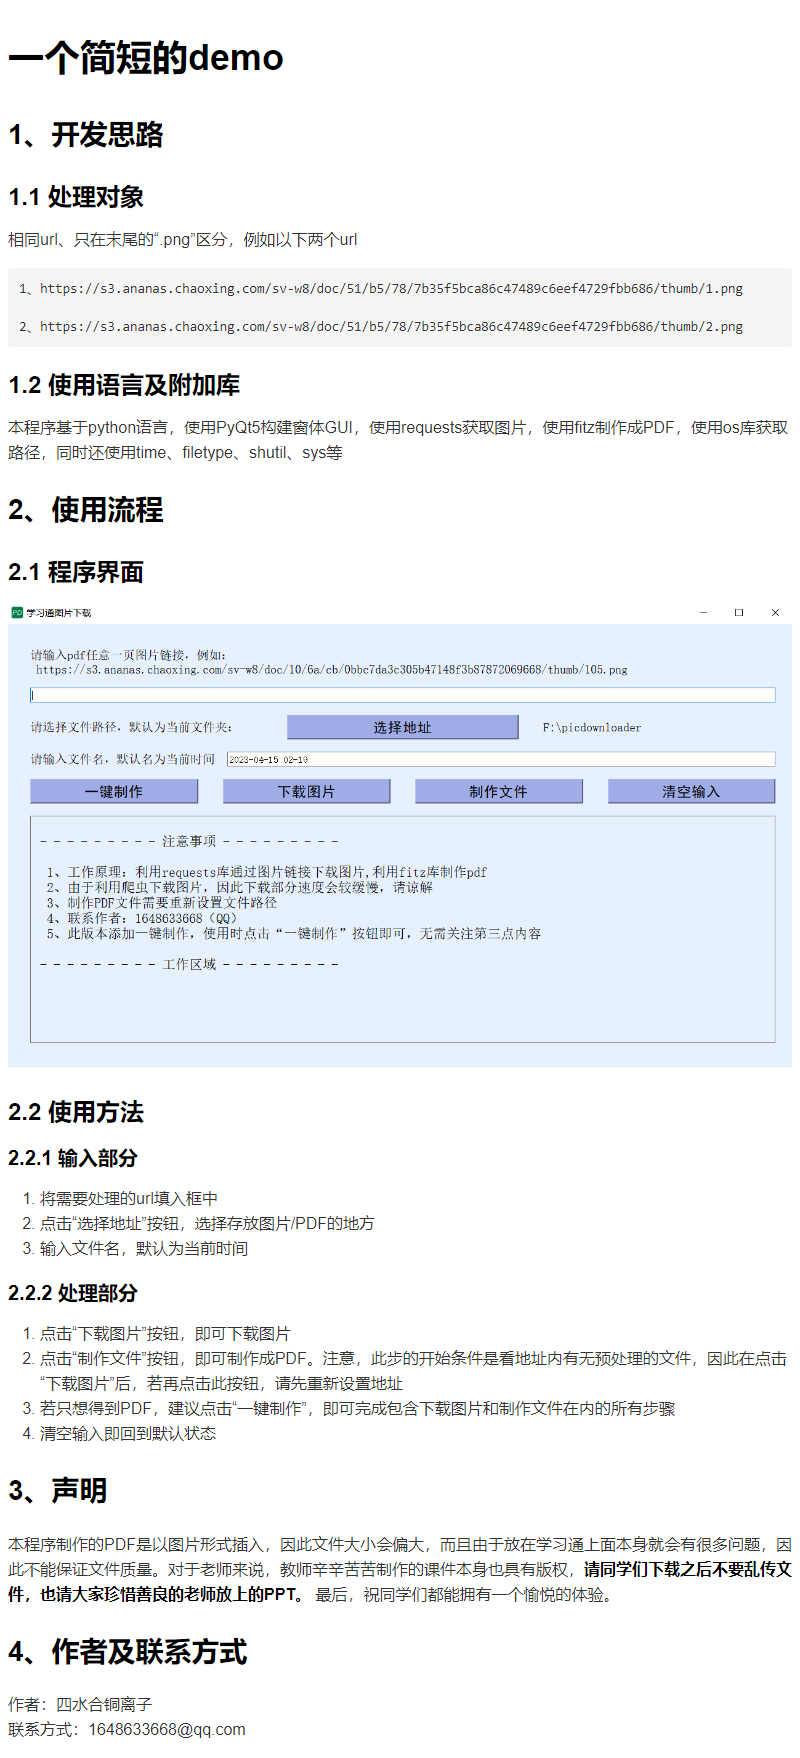 一个简短的demo
1、开发思路
1.1 处理对象
相同url、只在末尾的“.png”区分，例如以下两个url
1、https://s3.ananas.chaoxing.com/sv-w8/doc/51/b5/78/7b35f5bca86c47489c6eef4729fbb686/thumb/1.png
2、https://s3.ananas.chaoxing.com/sv-w8/doc/51/b5/78/7b35f5bca86c47489c6eef4729fbb686/thumb/2.png
1.2 使用语言及附加库
本程序基于python语言，使用PyQt5构建窗体GUI，使用requests获取图片，使用fitz制作成PDF，使用os库获取
路径，同时还使用time、filetype、shutil、sys等
2、使用流程
2.1 程序界面
PD 学习通图片下载
请输入pdf任意一页图片链接，例如：
https://s3.ananas.chaoxing.com/sv-w8/doc/10/6a/cb/0bbc7da3c305b47148f3b87872069668/thumb/105.png
请选择文件路径，默认为当前文件夹： 选择地址 F:\picdownloader
请输入文件名，默认名为当前时间 2023-04-15 02-19
一键制作 下载图片 制作文件 清空输入
- - - - - - - - - 注意事项 - - - - - - - - -
1、工作原理：利用requests库通过图片链接下载图片,利用fitz库制作pdf
2、由于利用爬虫下载图片，因此下载部分速度会较缓慢，请谅解
3、制作PDF文件需要重新设置文件路径
4、联系作者：1648633668（QQ）
5、此版本添加一键制作，使用时点击“一键制作”按钮即可，无需关注第三点内容
- - - - - - - - - 工作区域 - - - - - - - - -
2.2 使用方法
2.2.1 输入部分
1. 将需要处理的url填入框中
2. 点击“选择地址”按钮，选择存放图片/PDF的地方
3. 输入文件名，默认为当前时间
2.2.2 处理部分
1. 点击“下载图片”按钮，即可下载图片
2. 点击“制作文件”按钮，即可制作成PDF。注意，此步的开始条件是看地址内有无预处理的文件，因此在点击
“下载图片”后，若再点击此按钮，请先重新设置地址
3. 若只想得到PDF，建议点击“一键制作”，即可完成包含下载图片和制作文件在内的所有步骤
4. 清空输入即回到默认状态
3、声明
本程序制作的PDF是以图片形式插入，因此文件大小会偏大，而且由于放在学习通上面本身就会有很多问题，因
此不能保证文件质量。对于老师来说，教师辛辛苦苦制作的课件本身也具有版权，请同学们下载之后不要乱传文
件，也请大家珍惜善良的老师放上的PPT。 最后，祝同学们都能拥有一个愉悦的体验。
4、作者及联系方式
作者：四水合铜离子
联系方式：1648633668@qq.com